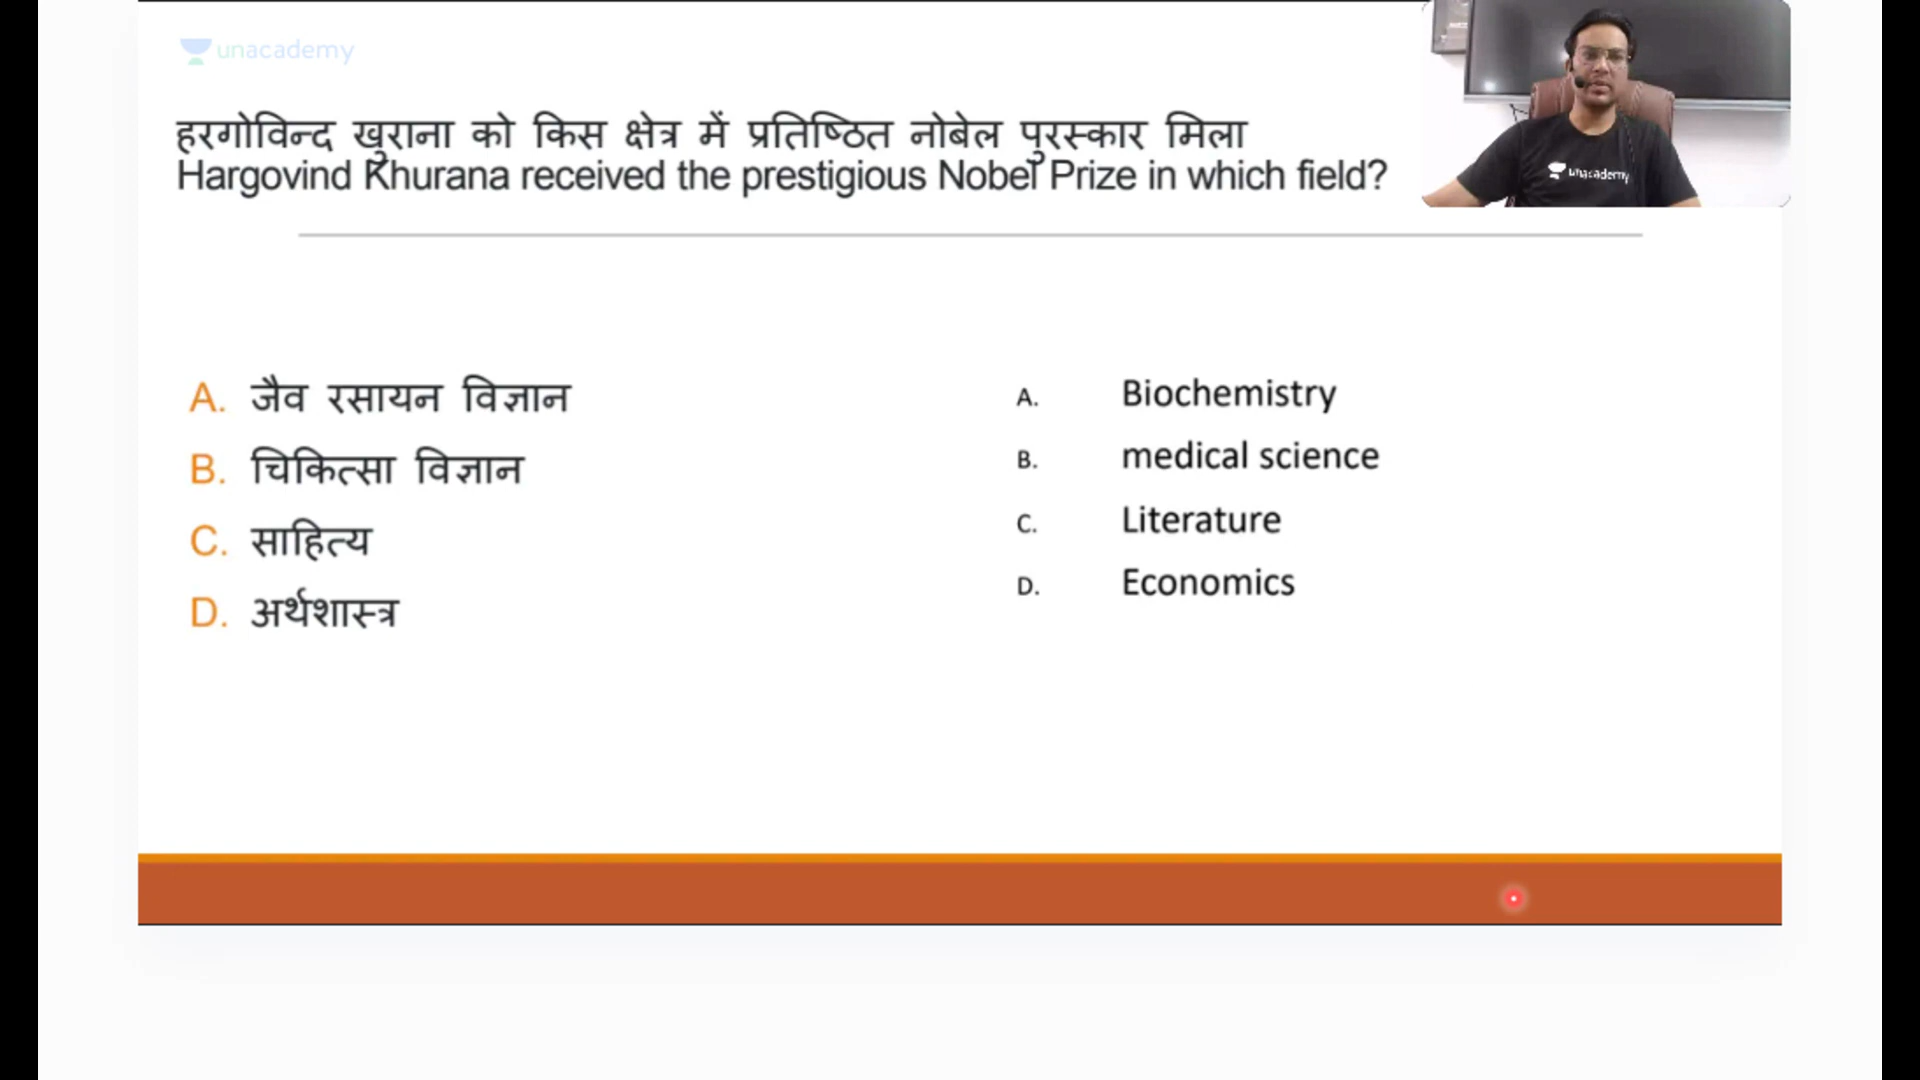 unacademy
हरगोविन्द खुराना को किस क्षेत्र में प्रतिष्ठित नोबेल पुरस्कार मिला
Hargovind Khurana received the prestigious Nobel Prize in which field?
unacademy
A. जैव रसायन विज्ञान
B. चिकित्सा विज्ञान
C. साहित्य
D. अर्थशास्त्र
A. Biochemistry
B. medical science
C. Literature
D. Economics